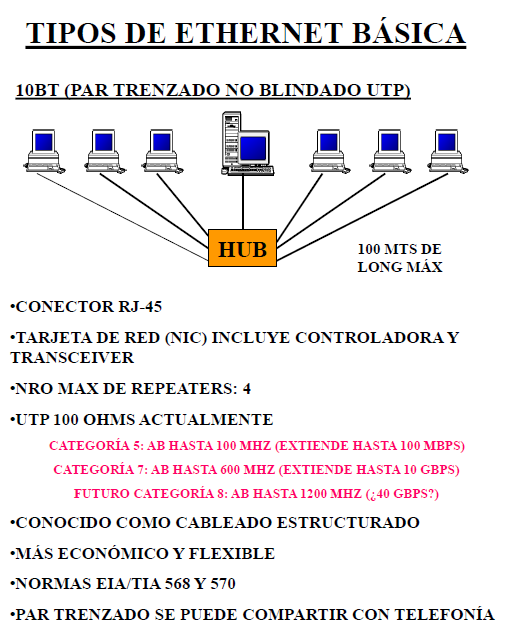 TIPOS DE ETHERNET BÁSICA
10BT (PAR TRENZADO NO BLINDADO UTP)
HUB
100 MTS DE
LONG MÁX
•CONECTOR RJ-45
•TARJETA DE RED (NIC) INCLUYE CONTROLADORA Y
TRANSCEIVER
•NRO MAX DE REPEATERS: 4
•UTP 100 OHMS ACTUALMENTE
CATEGORÍA 5: AB HASTA 100 MHZ (EXTIENDE HASTA 100 MBPS)
CATEGORÍA 7: AB HASTA 600 MHZ (EXTIENDE HASTA 10 GBPS)
FUTURO CATEGORÍA 8: AB HASTA 1200 MHZ (¿40 GBPS?)
•CONOCIDO COMO CABLEADO ESTRUCTURADO
•MÁS ECONÓMICO Y FLEXIBLE
•NORMAS EIA/TIA 568 Y 570
•PAR TRENZADO SE PUEDE COMPARTIR CON TELEFONÍA